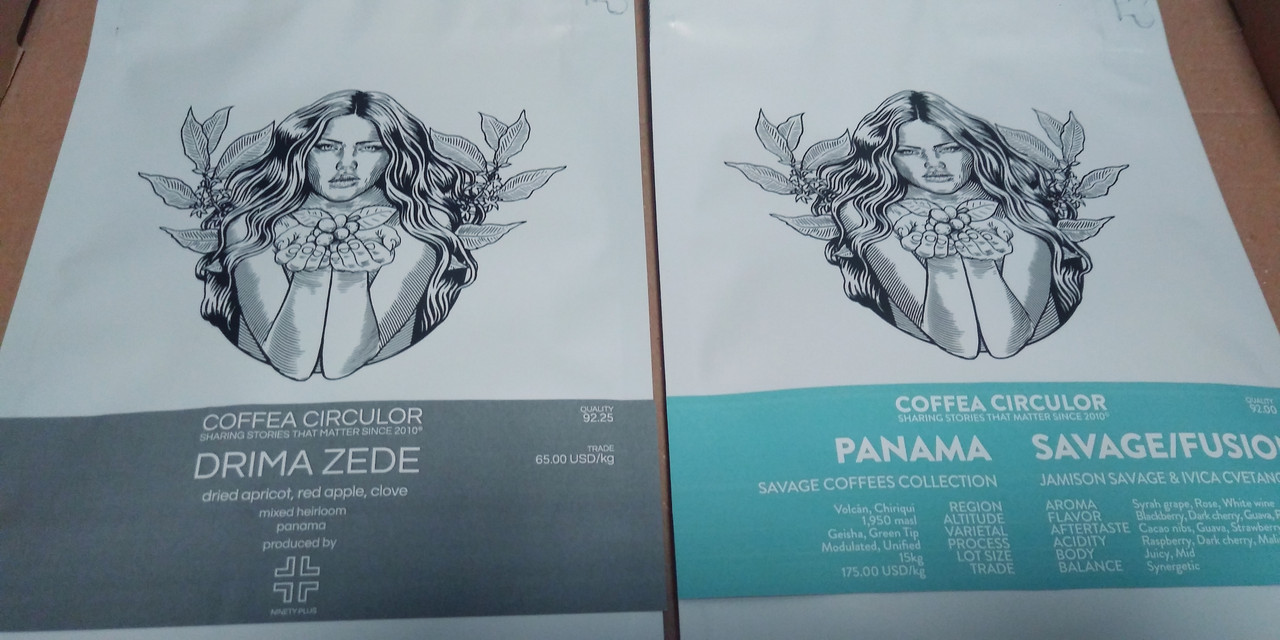 COFFEA CIRCULOR
SHARING STORIES THAT MATTER SINCE 2010®
DRIMA ZEDE
dried apricot, red apple, clove
mixed heirloom
panama
produced by
NINETY PLUS
QUALITY
92.25
TRADE
65.00 USD/kg
COFFEA CIRCULOR
SHARING STORIES THAT MATTER SINCE 2010®
QUALITY
92.00
PANAMA SAVAGE/FUSIO
SAVAGE COFFEES COLLECTION JAMISON SAVAGE & IVICA CVETAN
Volcán, Chiriqui REGION
1,950 masl ALTITUDE
Geisha, Green Tip VARIETAL
Modulated, Unified PROCESS
15kg LOT SIZE
175.00 USD/kg TRADE
AROMA Syrah grape, Rose, White wine
FLAVOR Blackberry, Dark cherry, Guava,
AFTERTASTE Cacao nibs, Guava, Strawberry
ACIDITY Raspberry, Dark cherry, Mali
BODY Juicy, Mid
BALANCE Synergetic